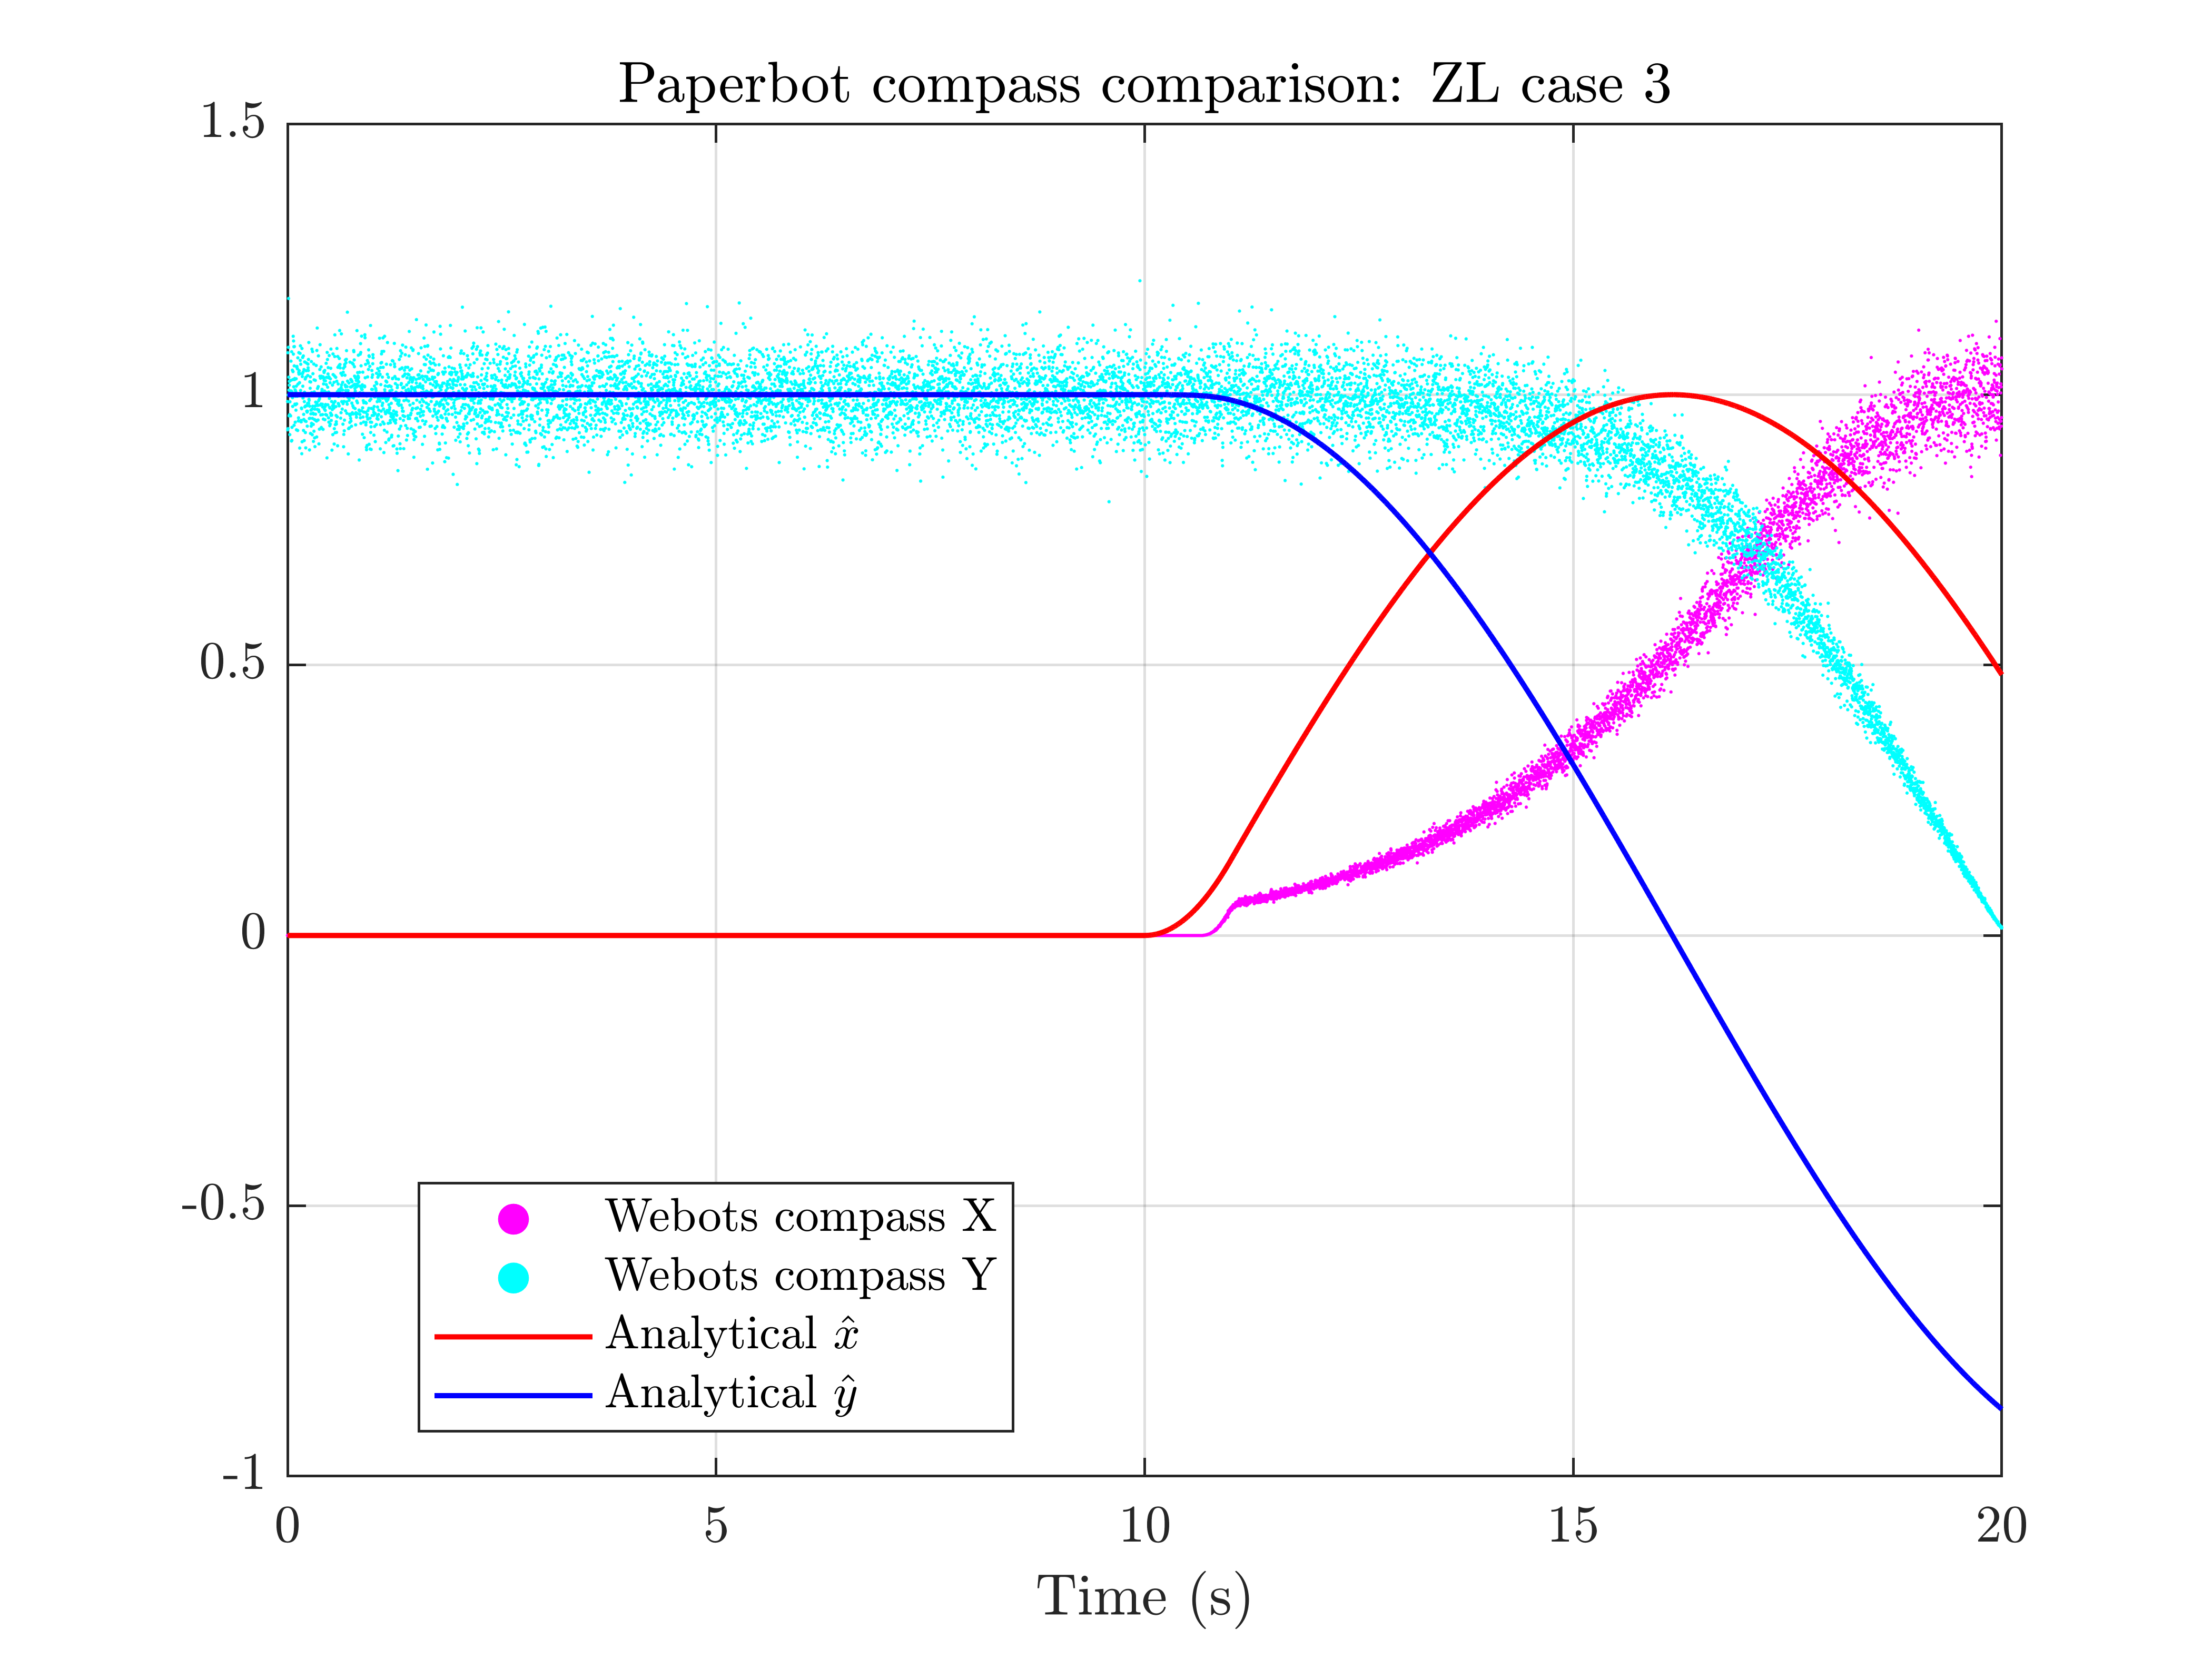 Paperbot compass comparison: ZL case 3
1.5
1
0.5
0
-0.5
-1
Webots compass X
Webots compass Y
Analytical x̂
Analytical ŷ
0 5 10 15 20
Time (s)